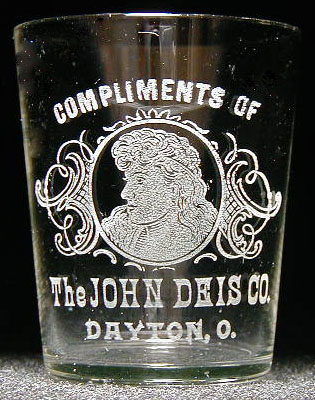 COMPLIMENTS OF
The JOHN DEIS CO.
DAYTON, O.